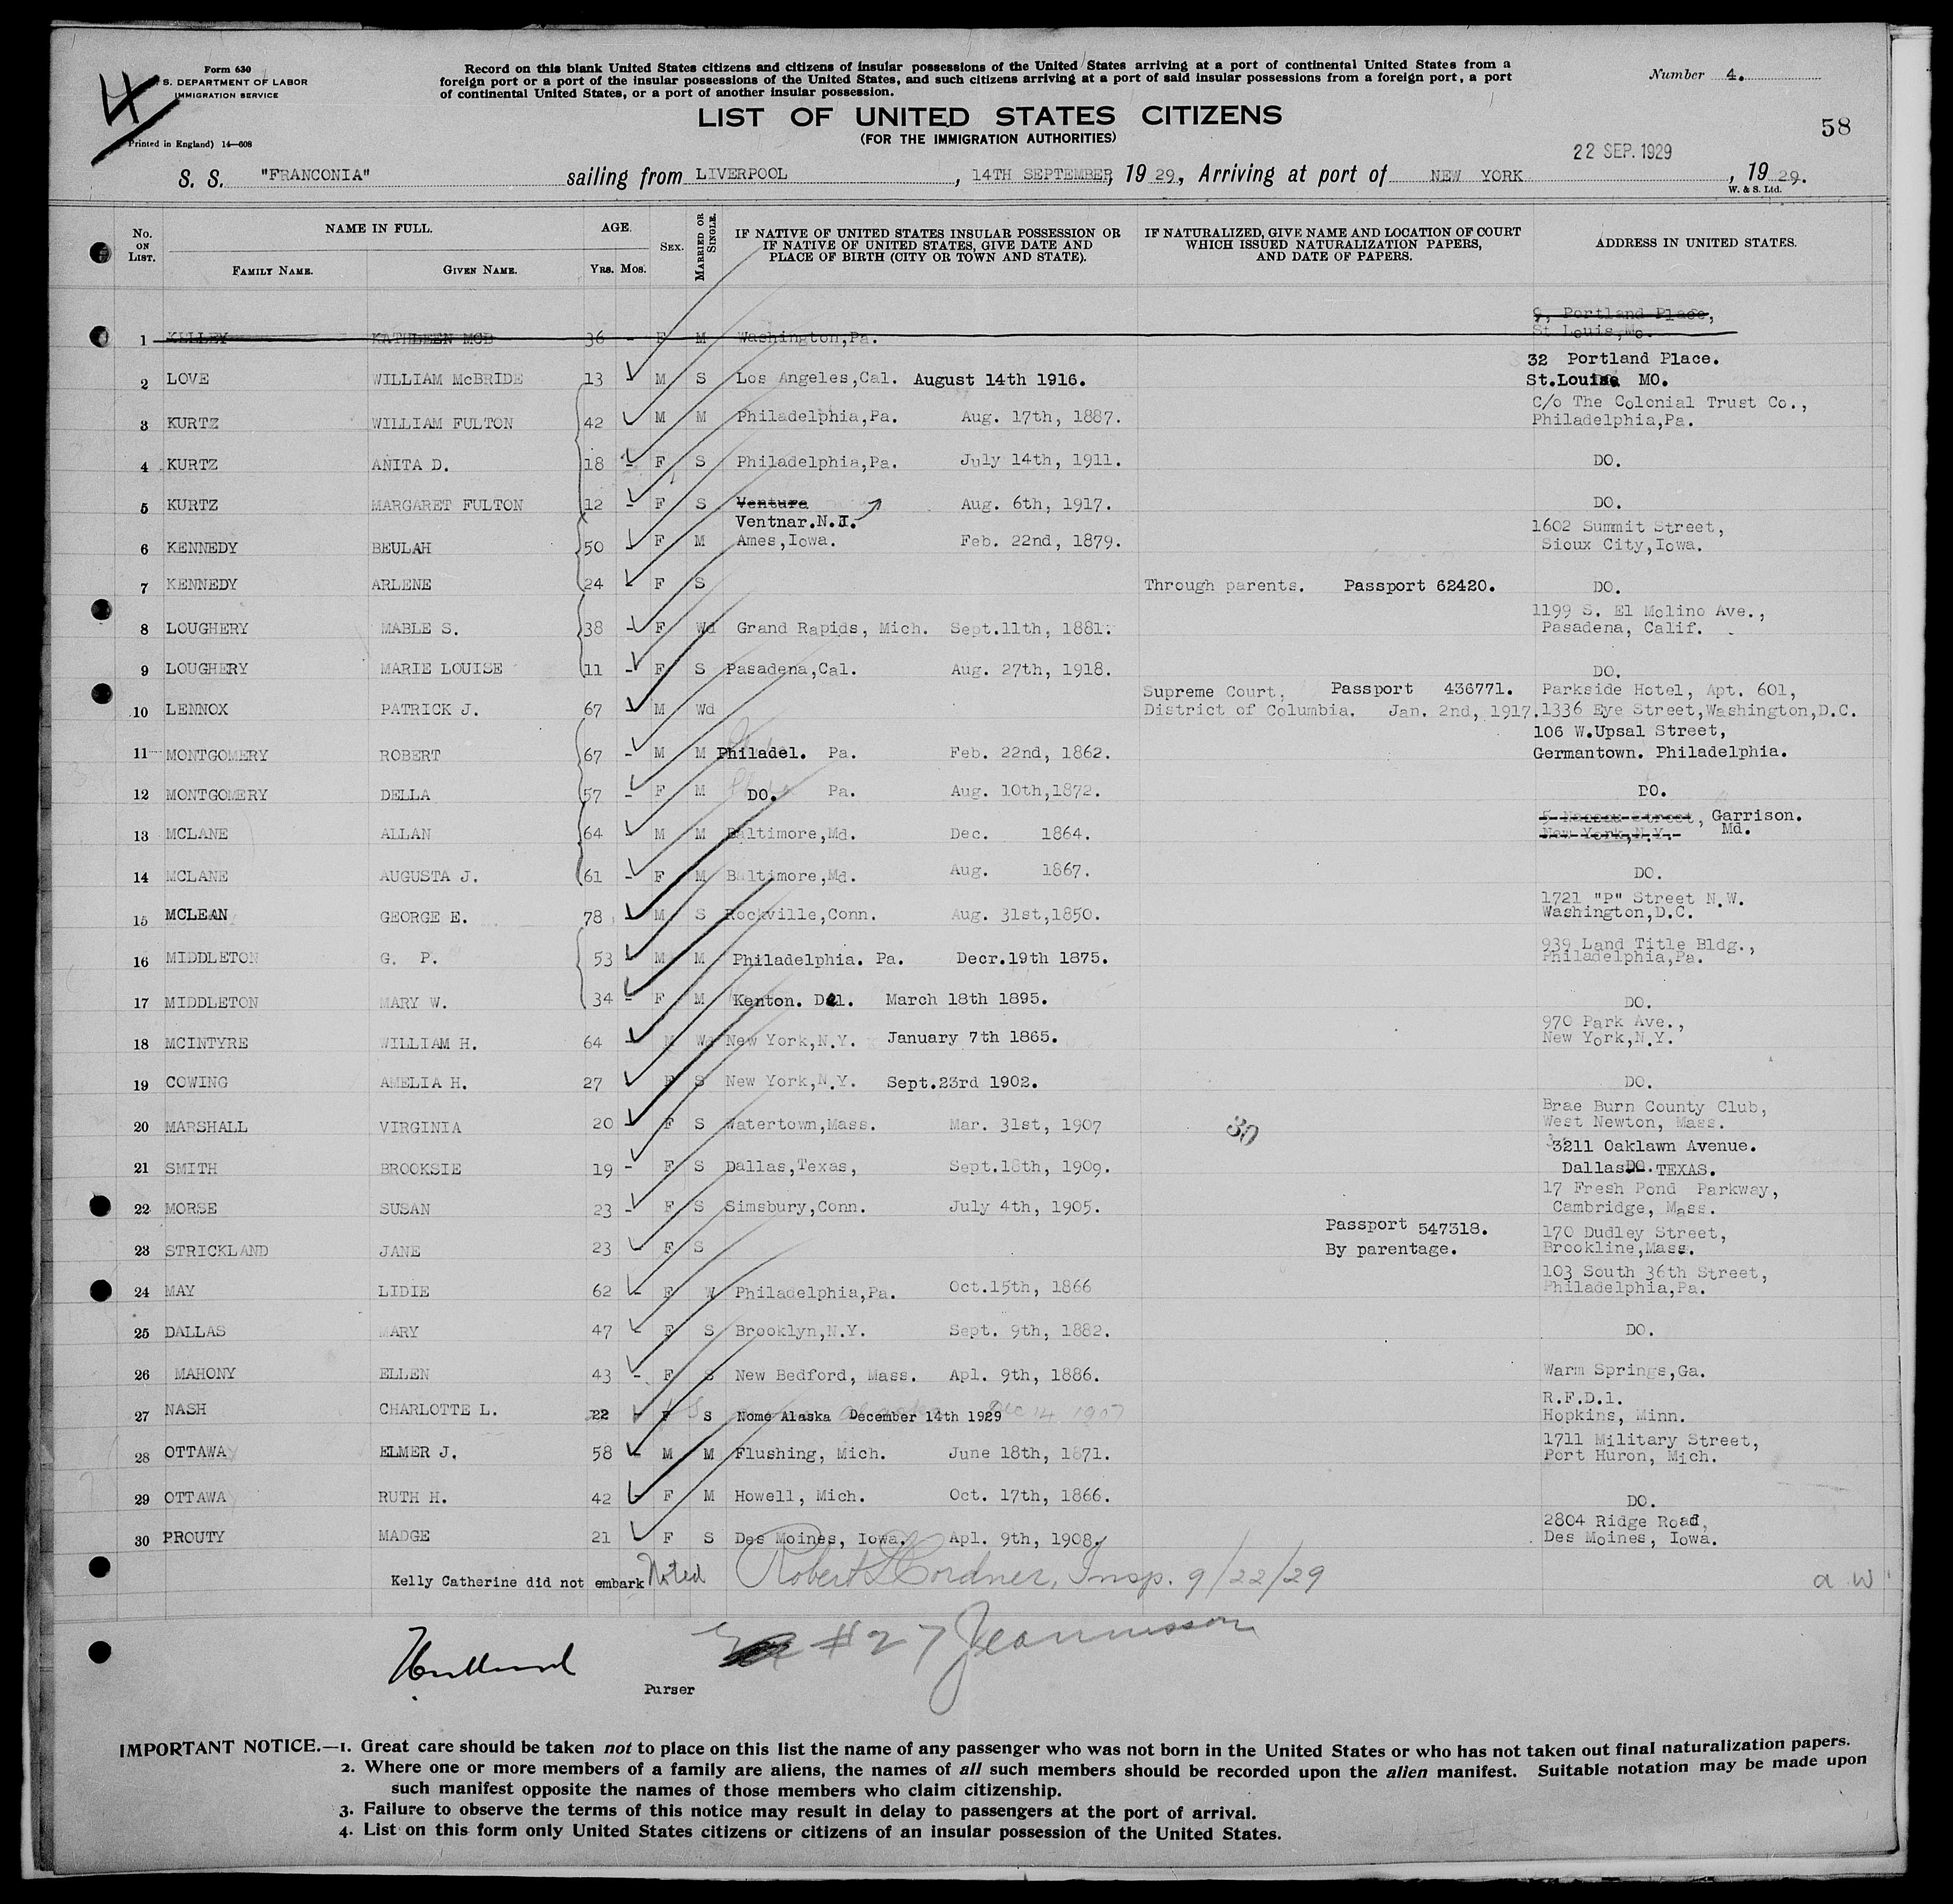 4
Form 630
S. DEPARTMENT OF LABOR
IMMIGRATION SERVICE
Printed in England) 14—608
Record on this blank United States citizens and citizens of insular possessions of the United States arriving at a port of continental United States from a
foreign port or a port of the insular possessions of the United States, and such citizens arriving at a port of said insular possessions from a foreign port, a port
of continental United States, or a port of another insular possession.
Number 4.
LIST OF UNITED STATES CITIZENS
(FOR THE IMMIGRATION AUTHORITIES)
58
22 SEP. 1929
S. S. "FRANCONIA" sailing from LIVERPOOL, 14TH SEPTEMBER, 19 29, Arriving at port of NEW YORK, 19 29.
W. & S. Ltd.
No. ON LIST. NAME IN FULL. FAMILY NAME. GIVEN NAME. AGE. YRS. MOS. SEX. MARRIED OR SINGLE. IF NATIVE OF UNITED STATES INSULAR POSSESSION OR IF NATIVE OF UNITED STATES, GIVE DATE AND PLACE OF BIRTH (CITY OR TOWN AND STATE). IF NATURALIZED, GIVE NAME AND LOCATION OF COURT WHICH ISSUED NATURALIZATION PAPERS, AND DATE OF PAPERS. ADDRESS IN UNITED STATES.
1 KELLEY KATHLEEN MCD 36 - F M Washington,Pa. 9, Portland Place, St Louis,Mo.
2 LOVE WILLIAM McBRIDE 13 - M S Los Angeles,Cal. August 14th 1916. 32 Portland Place. St.Louis MO.
3 KURTZ WILLIAM FULTON 42 M M Philadelphia,Pa. Aug. 17th, 1887. C/o The Colonial Trust Co., Philadelphia,Pa.
4 KURTZ ANITA D. 18 - F S Philadelphia,Pa. July 14th, 1911. DO.
5 KURTZ MARGARET FULTON 12 - F S Ventura Ventnar.N.J. Aug. 6th, 1917. DO.
6 KENNEDY BEULAH 50 - F M Ames,Iowa. Feb. 22nd, 1879. 1602 Summit Street, Sioux City,Iowa.
7 KENNEDY ARLENE 24 - F S Through parents. Passport 62420. DO.
8 LOUGHERY MABLE S. 38 - F Wd Grand Rapids, Mich. Sept.11th, 1881. 1199 S. El Molino Ave., Pasadena, Calif.
9 LOUGHERY MARIE LOUISE 11 - F S Pasadena,Cal. Aug. 27th, 1918. DO.
10 LENNOX PATRICK J. 67 - M Wd Supreme Court, District of Columbia. Passport 436771. Jan. 2nd, 1917. Parkside Hotel, Apt. 601, 1336 Eye Street,Washington,D.C.
11 MONTGOMERY ROBERT 67 - M M Philadel. Pa. Feb. 22nd, 1862. 106 W.Upsal Street, Germantown. Philadelphia.
12 MONTGOMERY DELLA 57 - F M DO. Pa. Aug. 10th,1872. DO.
13 MCLANE ALLAN 64 - M M Baltimore,Md. Dec. 1864. 5 Nassau Street, New York,N.Y. Garrison. Md.
14 MCLANE AUGUSTA J. 61 - F M Baltimore,Md. Aug. 1867. DO.
15 MCLEAN GEORGE E. 78 - M S Rockville,Conn. Aug. 31st,1850. 1721 "P" Street N.W. Washington,D.C.
16 MIDDLETON G. P. 53 - M M Philadelphia. Pa. Decr.19th 1875. 939 Land Title Bldg., Philadelphia,Pa.
17 MIDDLETON MARY W. 34 - F M Kenton. Del. March 18th 1895. DO.
18 MCINTYRE WILLIAM H. 64 - M Wd New York,N.Y. January 7th 1865. 970 Park Ave., New York,N.Y.
19 COWING AMELIA H. 27 - F S New York,N.Y. Sept.23rd 1902. DO.
20 MARSHALL VIRGINIA 20 - F S Watertown,Mass. Mar. 31st, 1907 30 Brae Burn County Club, West Newton, Mass.
21 SMITH BROOKSIE 19 - F S Dallas,Texas, Sept.18th, 1909. 3211 Oaklawn Avenue. Dallas DO. TEXAS.
22 MORSE SUSAN 23 - F S Simsbury,Conn. July 4th, 1905. 17 Fresh Pond Parkway, Cambridge, Mass.
23 STRICKLAND JANE 23 - F S Passport 547318. By parentage. 170 Dudley Street, Brookline,Mass.
24 MAY LIDIE 62 - F W Philadelphia,Pa. Oct.15th, 1866 103 South 36th Street, Philadelphia,Pa.
25 DALLAS MARY 47 - F S Brooklyn,N.Y. Sept. 9th, 1882. DO.
26 MAHONY ELLEN 43 - F S New Bedford, Mass. Apl. 9th, 1886. Warm Springs,Ga.
27 NASH CHARLOTTE L. 22 - F S Nome Alaska December 14th 1929 Dec 14 1907 R.F.D.1. Hopkins, Minn.
28 OTTAWA ELMER J. 58 - M M Flushing, Mich. June 18th, 1871. 1711 Military Street, Port Huron, Mich.
29 OTTAWA RUTH H. 42 - F M Howell, Mich. Oct. 17th, 1866. DO.
30 PROUTY MADGE 21 - F S Des Moines, Iowa. Apl. 9th, 1908. 2804 Ridge Road, Des Moines, Iowa.
Kelly Catherine did not embark Noted Robert L Cordner, Insp. 9/22/29 a w
#27 Jeannisson
Purser
IMPORTANT NOTICE.—1. Great care should be taken not to place on this list the name of any passenger who was not born in the United States or who has not taken out final naturalization papers.
2. Where one or more members of a family are aliens, the names of all such members should be recorded upon the alien manifest. Suitable notation may be made upon
such manifest opposite the names of those members who claim citizenship.
3. Failure to observe the terms of this notice may result in delay to passengers at the port of arrival.
4. List on this form only United States citizens or citizens of an insular possession of the United States.